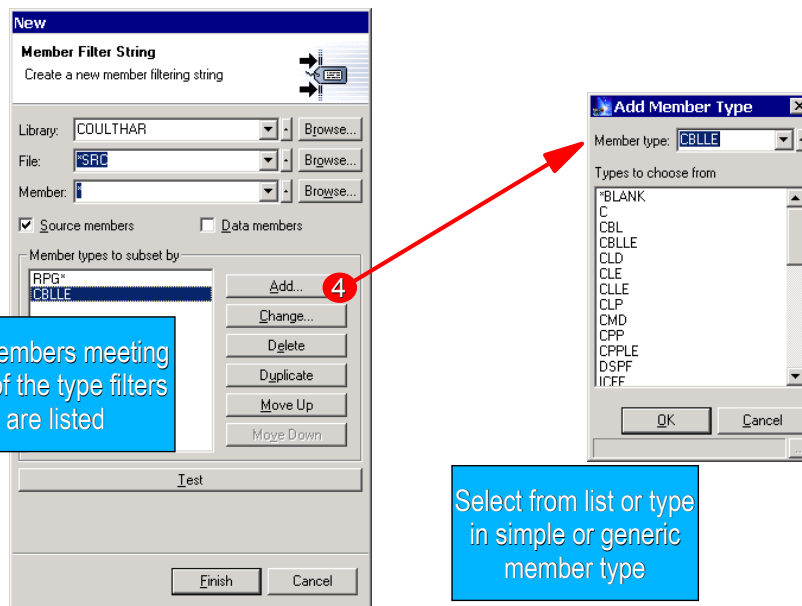 New
Member Filter String
Create a new member filtering string
Library: COULTHAR Browse...
File: *SRC Browse...
Member: * Browse...
Source members Data members
Member types to subset by
RPG*
CBLLE
Add...
4
Change...
Delete
Duplicate
Move Up
Move Down
embers meeting
of the type filters
are listed
Test
Finish Cancel
Add Member Type
Member type: CBLLE
Types to choose from
*BLANK
C
CBL
CBLLE
CLD
CLE
CLLE
CLP
CMD
CPP
CPPLE
DSPF
ICFF
OK Cancel
...
Select from list or type
in simple or generic
member type